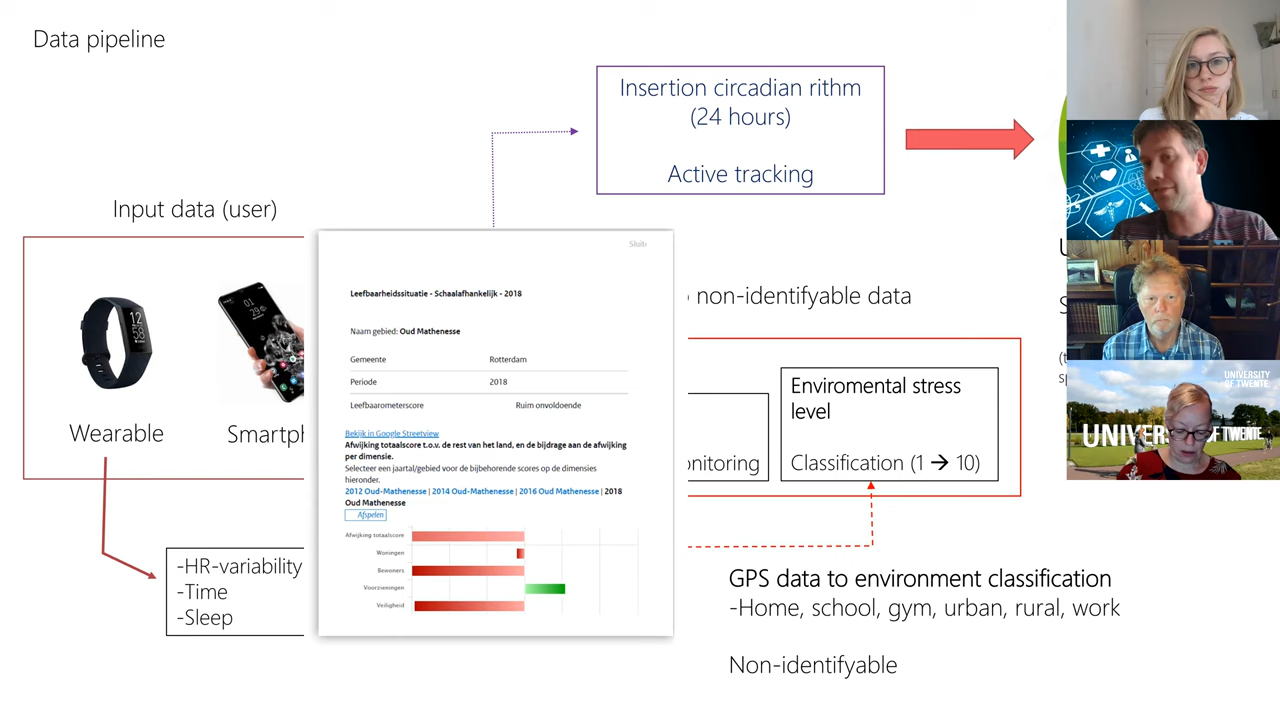 Data pipeline
Insertion circadian rithm
(24 hours)
Active tracking
Input data (user)
Wearable
Smartph
-HR-variability
-Time
-Sleep
Sluit
Leefbaarheidssituatie - Schaalafhankelijk - 2018
Naam gebied: Oud Mathenesse
Gemeente Rotterdam
Periode 2018
Leefbaarometerscore Ruim onvoldoende
Bekijk in Google Streetview
Afwijking totaalscore t.o.v. de rest van het land, en de bijdrage aan de afwijking
per dimensie.
Selecteer een jaartal/gebied voor de bijbehorende scores op de dimensies
hieronder.
2012 Oud-Mathenesse | 2014 Oud-Mathenesse | 2016 Oud Mathenesse | 2018
Oud Mathenesse
Afspelen
Afwijking totaalscore
Woningen
Bewoners
Voorzieningen
Veiligheid
non-identifyable data
onitoring
Enviromental stress
level
Classification (1 → 10)
GPS data to environment classification
-Home, school, gym, urban, rural, work
Non-identifyable
UNIVERSITY
OF TWENTE.
UNIVERS OF TWENTE